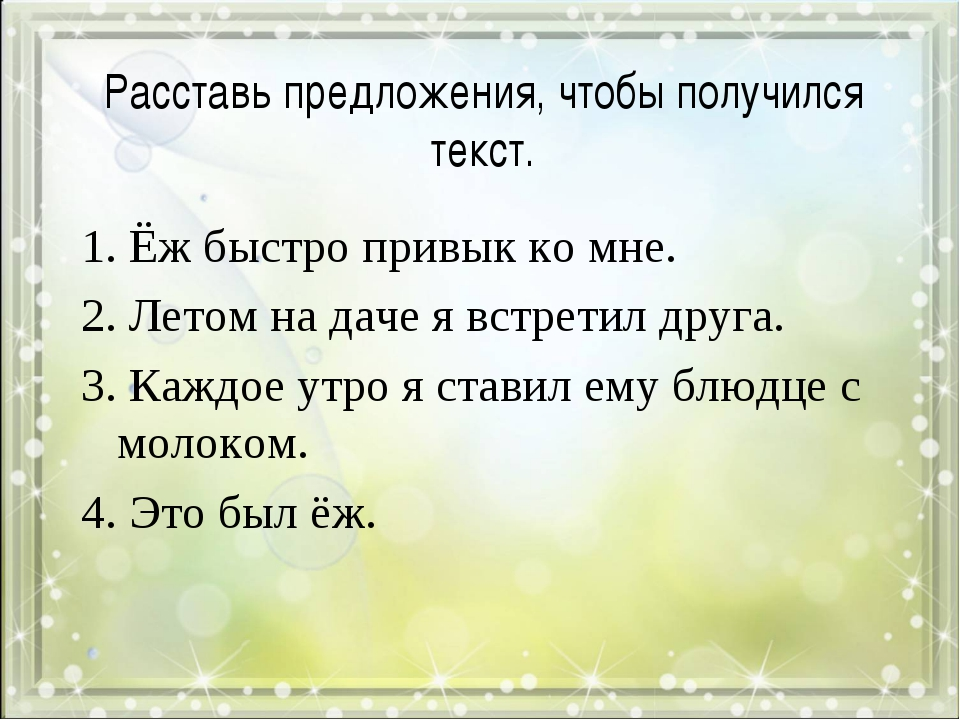 Расставь предложения, чтобы получился
текст.
1. Ёж быстро привык ко мне.
2. Летом на даче я встретил друга.
3. Каждое утро я ставил ему блюдце с
молоком.
4. Это был ёж.